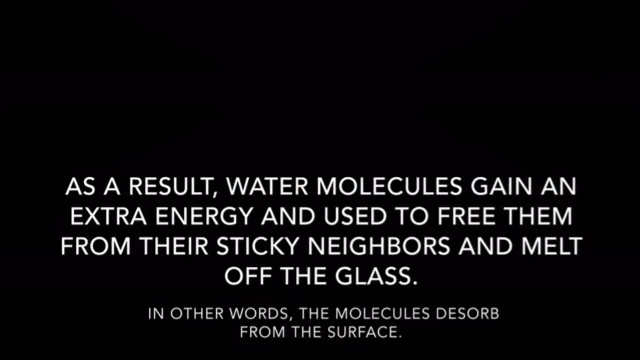 AS A RESULT, WATER MOLECULES GAIN AN
EXTRA ENERGY AND USED TO FREE THEM
FROM THEIR STICKY NEIGHBORS AND MELT
OFF THE GLASS.
IN OTHER WORDS, THE MOLECULES DESORB
FROM THE SURFACE.